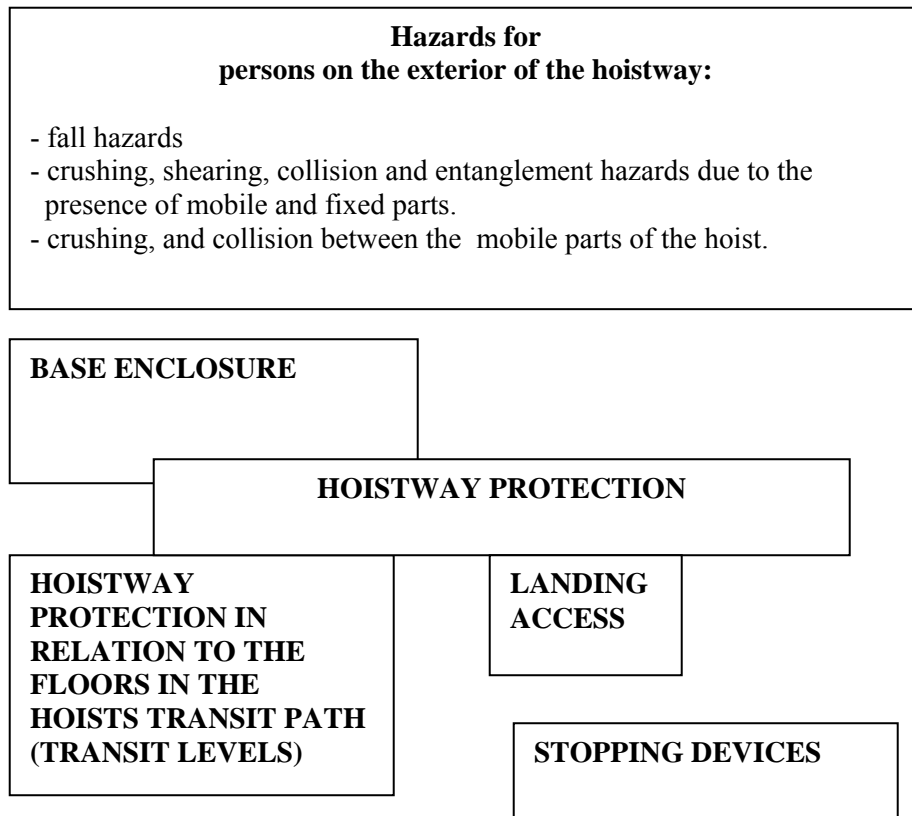 Hazards for
persons on the exterior of the hoistway:
- fall hazards
- crushing, shearing, collision and entanglement hazards due to the
presence of mobile and fixed parts.
- crushing, and collision between the mobile parts of the hoist.
BASE ENCLOSURE
HOISTWAY PROTECTION
HOISTWAY
PROTECTION IN
RELATION TO THE
FLOORS IN THE
HOISTS TRANSIT PATH
(TRANSIT LEVELS)
LANDING
ACCESS
STOPPING DEVICES